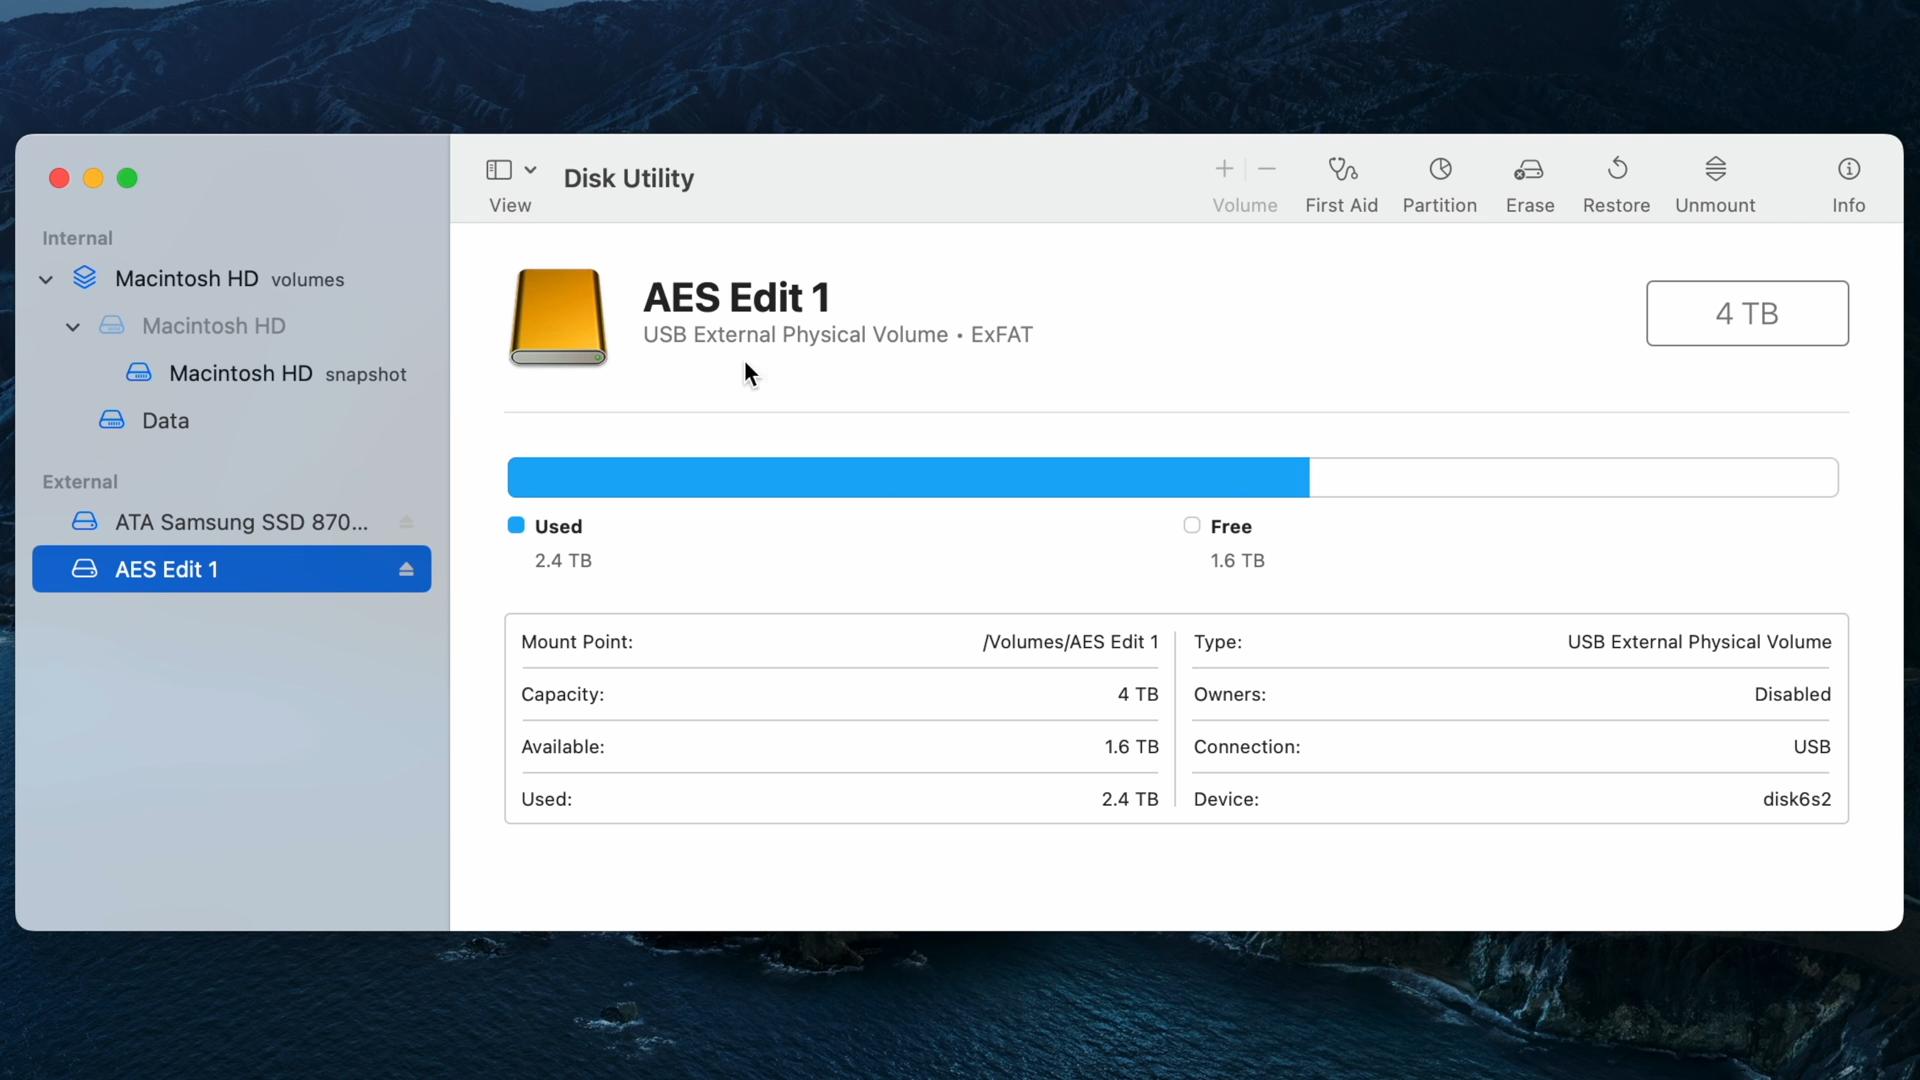 View
Disk Utility
Volume
First Aid
Partition
Erase
Restore
Unmount
Info
Internal
Macintosh HD volumes
Macintosh HD
Macintosh HD snapshot
Data
External
ATA Samsung SSD 870...
AES Edit 1
AES Edit 1
USB External Physical Volume • ExFAT
4 TB
Used
2.4 TB
Free
1.6 TB
Mount Point: /Volumes/AES Edit 1
Capacity: 4 TB
Available: 1.6 TB
Used: 2.4 TB
Type: USB External Physical Volume
Owners: Disabled
Connection: USB
Device: disk6s2